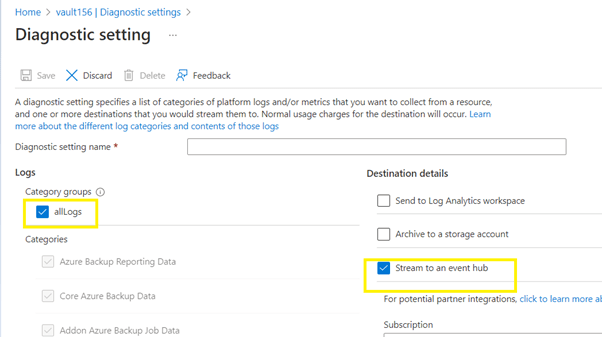 Home > vault156 | Diagnostic settings >
Diagnostic setting ...
Save Discard Delete Feedback
A diagnostic setting specifies a list of categories of platform logs and/or metrics that you want to collect from a resource,
and one or more destinations that you would stream them to. Normal usage charges for the destination will occur. Learn
more about the different log categories and contents of those logs
Diagnostic setting name *
Logs
Category groups
allLogs
Categories
Azure Backup Reporting Data
Core Azure Backup Data
Addon Azure Backup Job Data
Destination details
Send to Log Analytics workspace
Archive to a storage account
Stream to an event hub
For potential partner integrations, click to learn more ab
Subscription